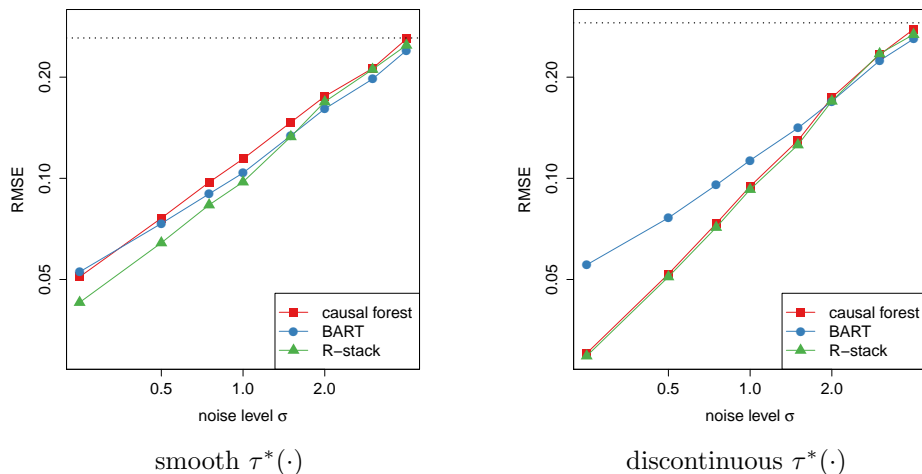 RMSE
0.20
0.10
0.05
0.5
1.0
2.0
noise level σ
causal forest
BART
R−stack
smooth τ*(·)
RMSE
0.20
0.10
0.05
0.5
1.0
2.0
noise level σ
causal forest
BART
R−stack
discontinuous τ*(·)